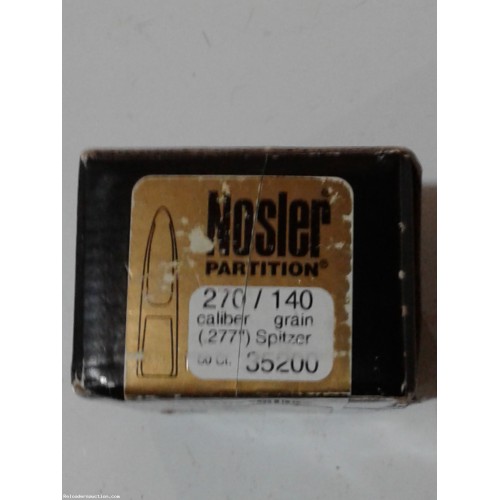 Nosler
PARTITION®
270 / 140
caliber grain
(.277") Spitzer
50 ct. 35200